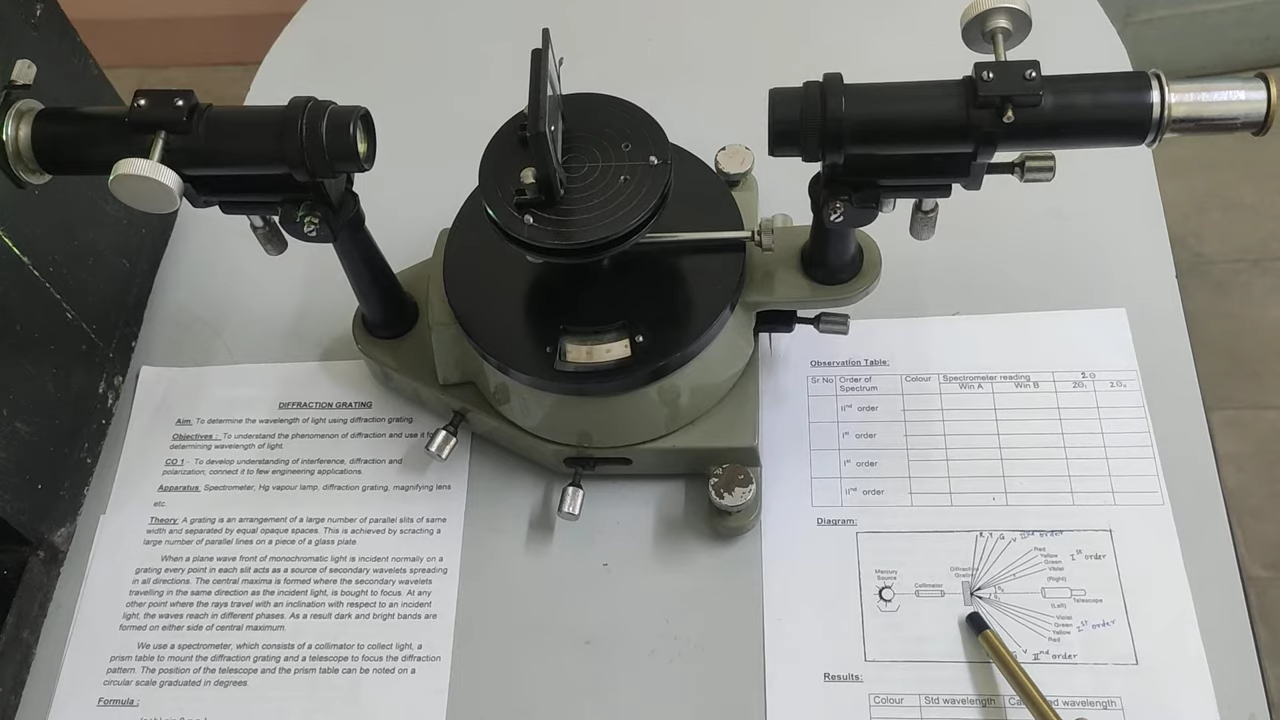 DIFFRACTION GRATING
Aim: To determine the wavelength of light using diffraction grating.
Objectives : To understand the phenomenon of diffraction and use it fo
determining wavelength of light.
CO 1 - To develop understanding of interference, diffraction and
polarization; connect it to few engineering applications.
Apparatus: Spectrometer, Hg vapour lamp, diffraction grating, magnifying lens
etc.
Theory: A grating is an arrangement of a large number of parallel slits of same
width and separated by equal opaque spaces. This is achieved by scracting a
large number of parallel lines on a piece of a glass plate.
When a plane wave front of monochromatic light is incident normally on a
grating every point in each slit acts as a source of secondary wavelets spreading
in all directions. The central maxima is formed where the secondary wavelets
travelling in the same direction as the incident light, is bought to focus. At any
other point where the rays travel with an inclination with respect to an incident
light, the waves reach in different phases. As a result dark and bright bands are
formed on either side of central maximum.
We use a spectrometer, which consists of a collimator to collect light, a
prism table to mount the diffraction grating and a telescope to focus the diffraction
pattern. The position of the telescope and the prism table can be noted on a
circular scale graduated in degrees.
Formula :
Observation Table:
Sr.No Order of Spectrum Colour Spectrometer reading 2θ
Win A Win B 2θ₁ 2θ₂
IInd order
Ist order
Ist order
IInd order
Diagram:
R Y G V IInd order
Red
Yellow
Green
Violet
Ist order
(Right)
Mercury
Source
Collimator
Telescope
(Left)
Violet
Green
Yellow
Red
Ist order
G V IInd order
Results:
Colour Std wavelength wavelength